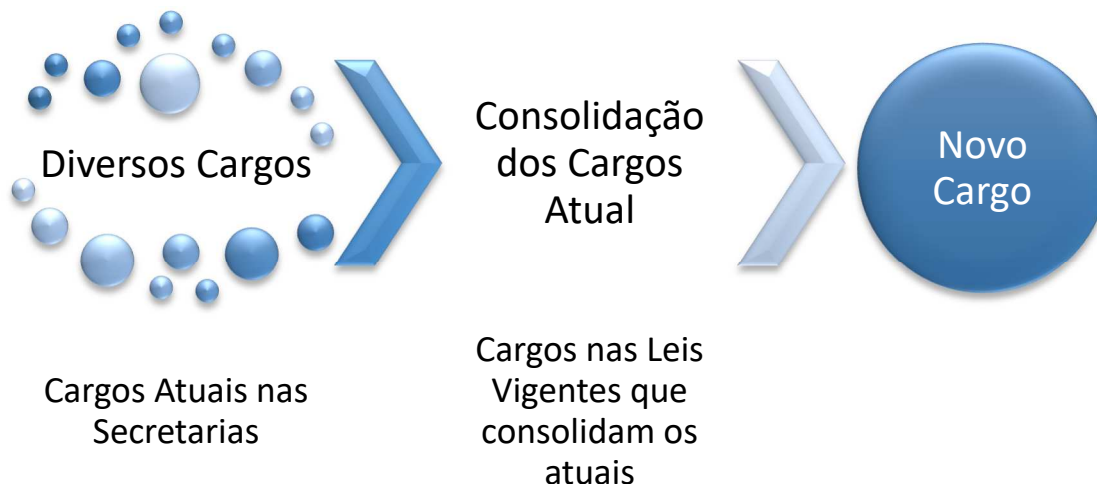 Diversos Cargos
Consolidação
dos Cargos
Atual
Novo
Cargo
Cargos Atuais nas
Secretarias
Cargos nas Leis
Vigentes que
consolidam os
atuais